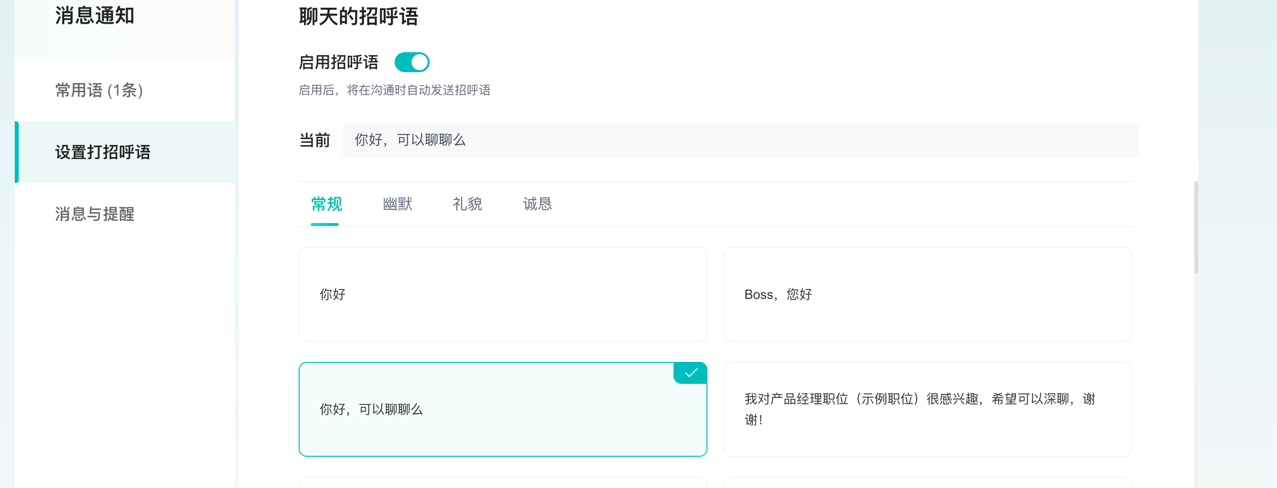 消息通知
常用语 (1条)
设置打招呼语
消息与提醒
聊天的招呼语
启用招呼语
启用后，将在沟通时自动发送招呼语
当前 你好，可以聊聊么
常规 幽默 礼貌 诚恳
你好
Boss，您好
你好，可以聊聊么
我对产品经理职位（示例职位）很感兴趣，希望可以深聊，谢
谢！